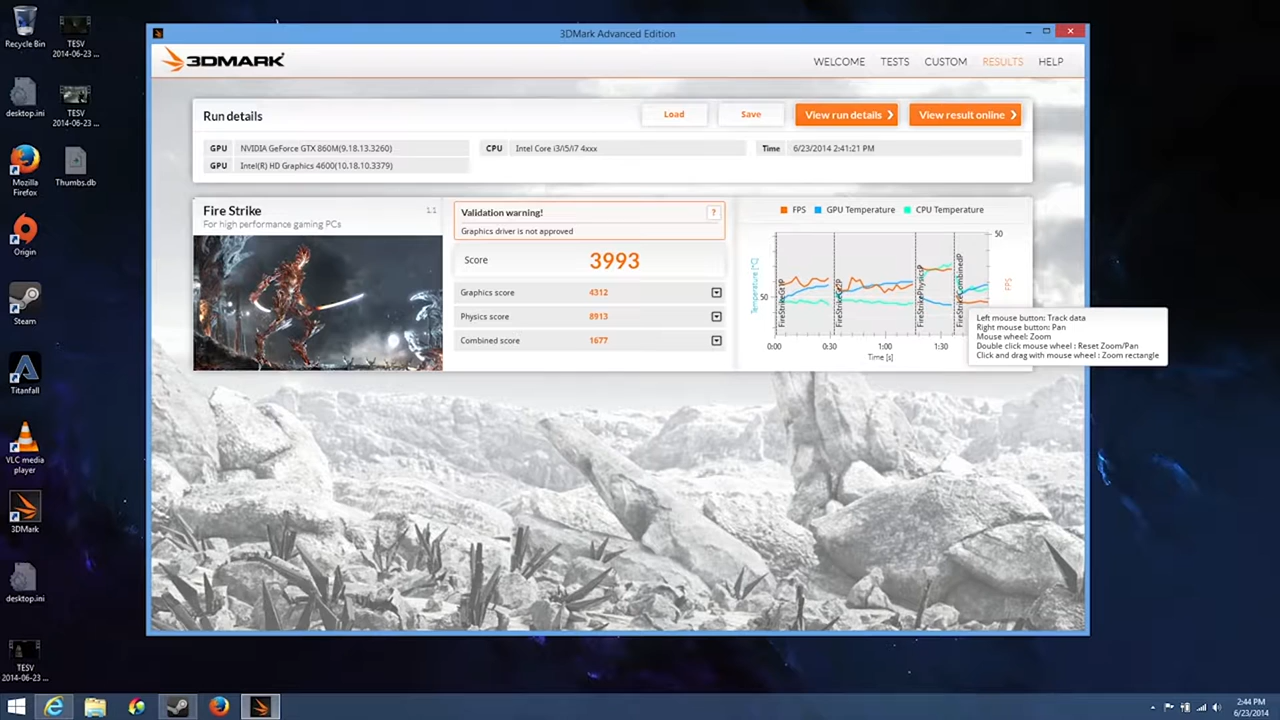 3DMark Advanced Edition
3DMARK
WELCOME TESTS CUSTOM RESULTS HELP
Run details
Load Save View run details View result online
GPU NVIDIA GeForce GTX 860M(9.18.13.3260) CPU Intel Core i3/i5/i7 4xxx Time 6/23/2014 2:41:21 PM
GPU Intel(R) HD Graphics 4600(10.18.10.3379)
Fire Strike 1.1
For high performance gaming PCs
Validation warning! ?
Graphics driver is not approved
Score 3993
Graphics score 4312
Physics score 8913
Combined score 1677
FPS GPU Temperature CPU Temperature
Temperature [°C]
50
50
FPS
FireStrikeGt1P
FireStrikeGt2P
FireStrikePhysicsP
FireStrikeCombinedP
0:00 0:30 1:00 1:30
Time [s]
Left mouse button: Track data
Right mouse button: Pan
Mouse wheel: Zoom
Double click mouse wheel : Reset Zoom/Pan
Click and drag with mouse wheel : Zoom rectangle
Recycle Bin
TESV
2014-06-23 ...
desktop.ini
TESV
2014-06-23 ...
Mozilla
Firefox
Thumbs.db
Origin
Steam
Titanfall
VLC media
player
3DMark
desktop.ini
TESV
2014-06-23 ...
2:44 PM
6/23/2014